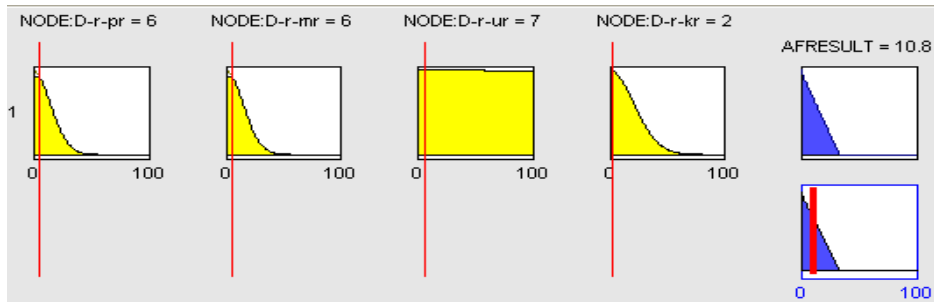 NODE:D-r-pr = 6 NODE:D-r-mr = 6 NODE:D-r-ur = 7 NODE:D-r-kr = 2
AFRESULT = 10.8
1
0 100 0 100 0 100 0 100
0 100